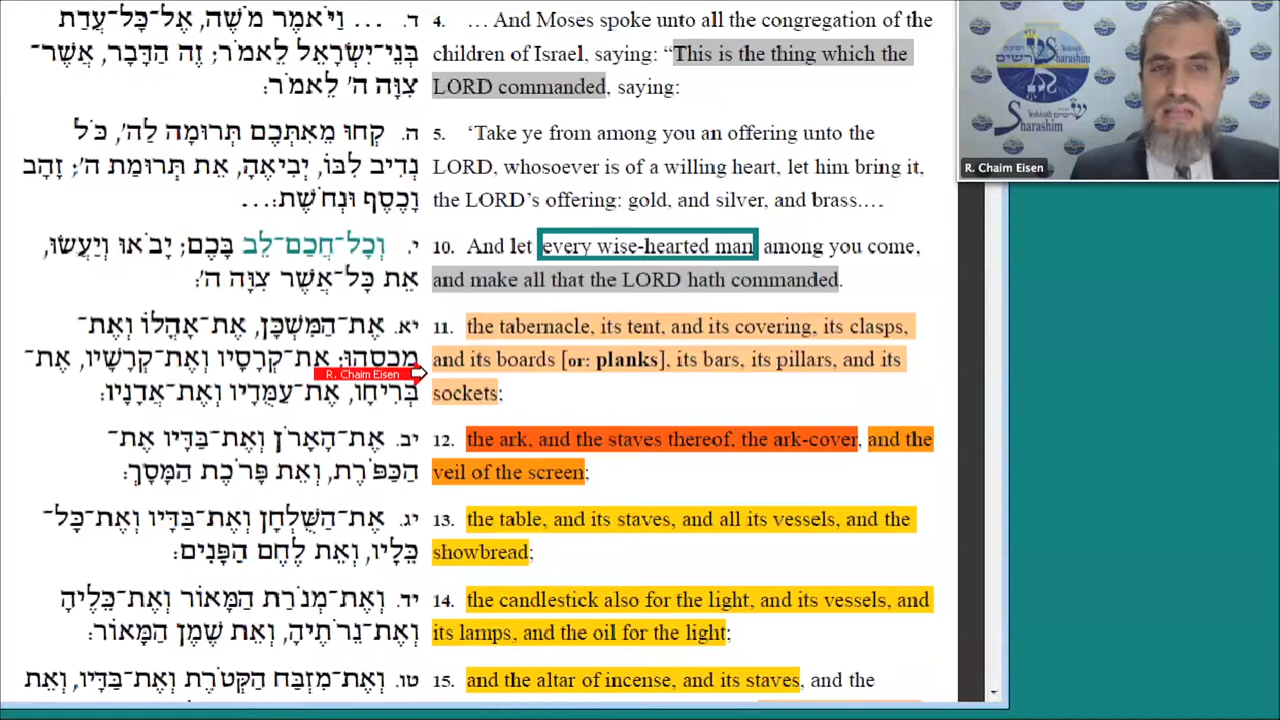 ד. ... וַיֹּאמֶר מֹשֶׁה, אֶל־כָּל־עֲדַת
בְּנֵי־יִשְׂרָאֵל לֵאמֹר; זֶה הַדָּבָר, אֲשֶׁר־
צִוָּה ה' לֵאמֹר:
4. ... And Moses spoke unto all the congregation of the
children of Israel, saying: “This is the thing which the
LORD commanded, saying:
ה. קְחוּ מֵאִתְּכֶם תְּרוּמָה לַה', כֹּל
נְדִיב לִבּוֹ, יְבִיאֶהָ, אֵת תְּרוּמַת ה'; זָהָב
וָכֶסֶף וּנְחֹשֶׁת:...
5. ‘Take ye from among you an offering unto the
LORD, whosoever is of a willing heart, let him bring it,
the LORD’s offering: gold, and silver, and brass....
י. וְכָל־חֲכַם־לֵב בָּכֶם; יָבֹאוּ וְיַעֲשׂוּ,
אֵת כָּל־אֲשֶׁר צִוָּה ה':
10. And let every wise-hearted man among you come,
and make all that the LORD hath commanded.
יא. אֶת־הַמִּשְׁכָּן, אֶת־אָהֳלוֹ וְאֶת־
מִכְסֵהוּ; אֶת־קְרָסָיו וְאֶת־קְרָשָׁיו, אֶת־
בְּרִיחָו, אֶת־עַמֻּדָיו וְאֶת־אֲדָנָיו:
11. the tabernacle, its tent, and its covering, its clasps,
and its boards [or: planks], its bars, its pillars, and its
sockets;
R. Chaim Eisen
יב. אֶת־הָאָרֹן וְאֶת־בַּדָּיו אֶת־
הַכַּפֹּרֶת, וְאֵת פָּרֹכֶת הַמָּסָךְ:
12. the ark, and the staves thereof, the ark-cover, and the
veil of the screen;
יג. אֶת־הַשֻּׁלְחָן וְאֶת־בַּדָּיו וְאֶת־כָּל־
כֵּלָיו, וְאֵת לֶחֶם הַפָּנִים:
13. the table, and its staves, and all its vessels, and the
showbread;
יד. וְאֶת־מְנֹרַת הַמָּאוֹר וְאֶת־כֵּלֶיהָ
וְאֶת־נֵרֹתֶיהָ, וְאֵת שֶׁמֶן הַמָּאוֹר:
14. the candlestick also for the light, and its vessels, and
its lamps, and the oil for the light;
טו. וְאֶת־מִזְבַּח הַקְּטֹרֶת וְאֶת־בַּדָּיו, וְאֵת
15. and the altar of incense, and its staves, and the
Yeshivath
Sharashim
R. Chaim Eisen